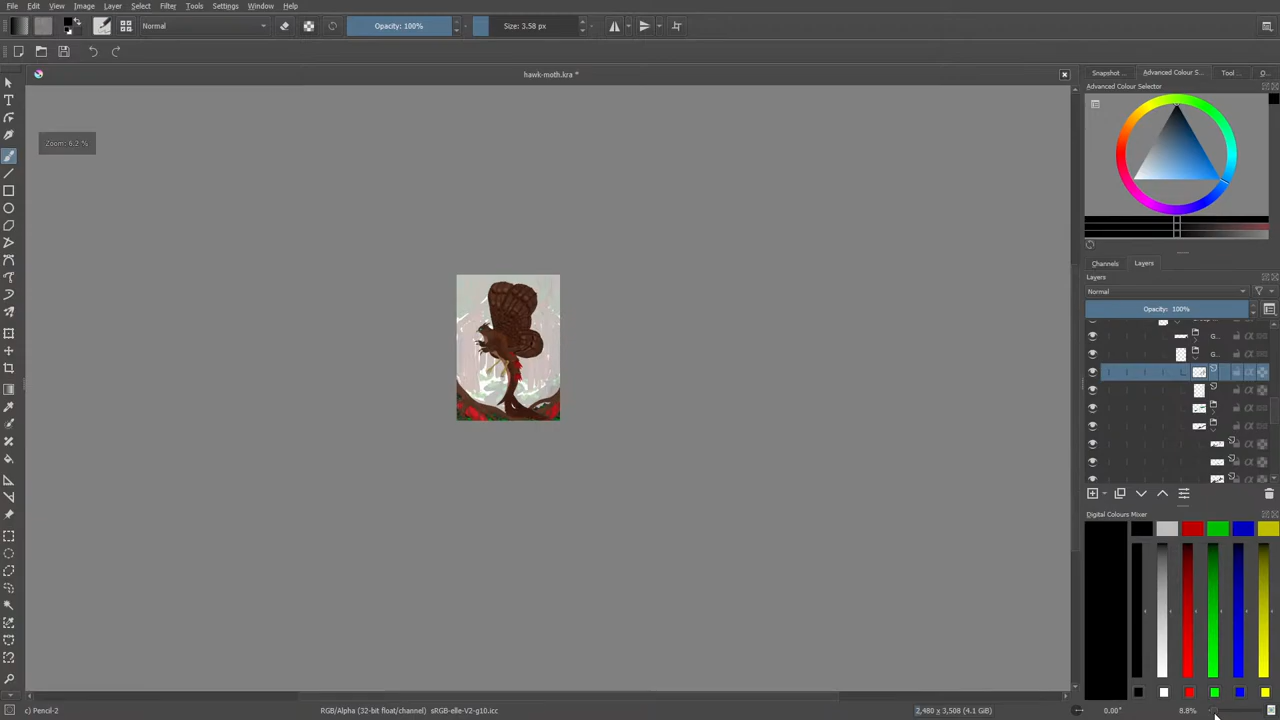 File Edit View Image Layer Select Filter Tools Settings Window Help
Normal Opacity: 100% Size: 3.58 px
hawk-moth.kra *
Zoom: 6.2 %
Snapshot ... Advanced Colour S... Tool ... O...
Advanced Colour Selector
Channels Layers
Layers
Normal
Opacity: 100%
G...
G...
Digital Colours Mixer
c) Pencil-2 RGB/Alpha (32-bit float/channel) sRGB-elle-V2-g10.icc 2,480 x 3,508 (4.1 GiB) 0.00° 8.8%